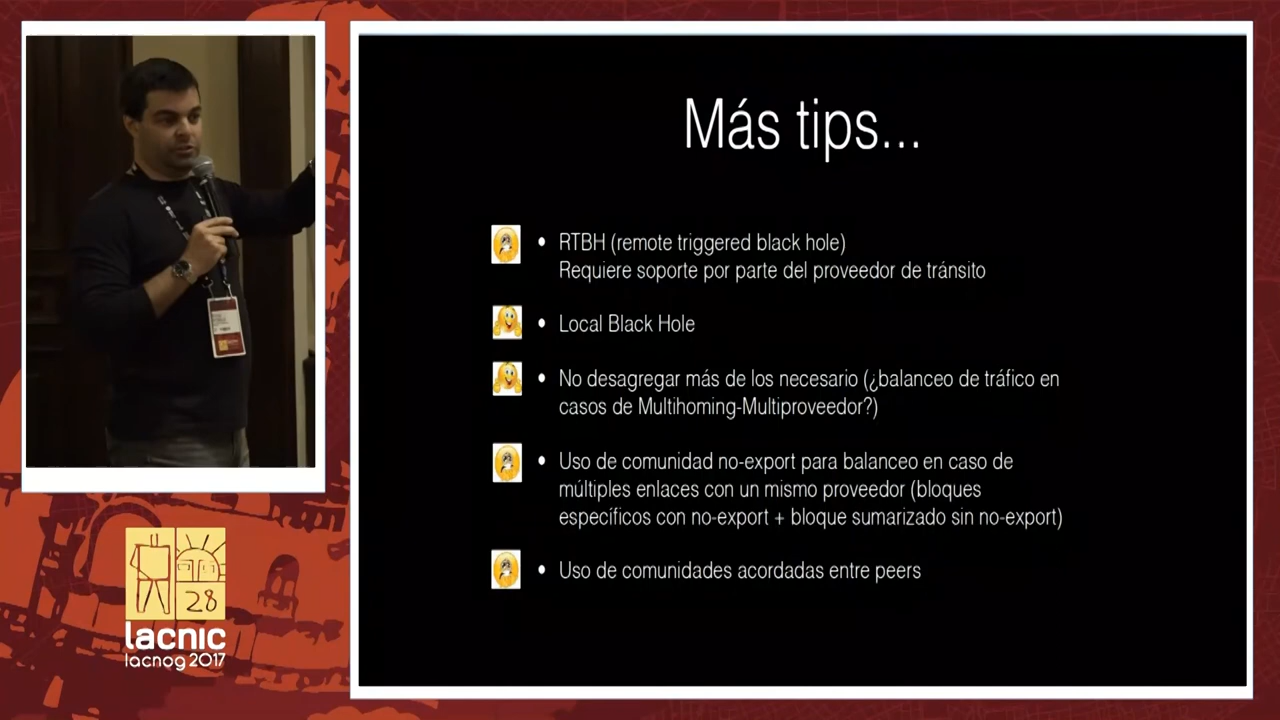 Más tips...
• RTBH (remote triggered black hole)
Requiere soporte por parte del proveedor de tránsito
• Local Black Hole
• No desagregar más de los necesario (¿balanceo de tráfico en
casos de Multihoming-Multiproveedor?)
• Uso de comunidad no-export para balanceo en caso de
múltiples enlaces con un mismo proveedor (bloques
específicos con no-export + bloque sumarizado sin no-export)
• Uso de comunidades acordadas entre peers
28
lacnic
lacnog 2017